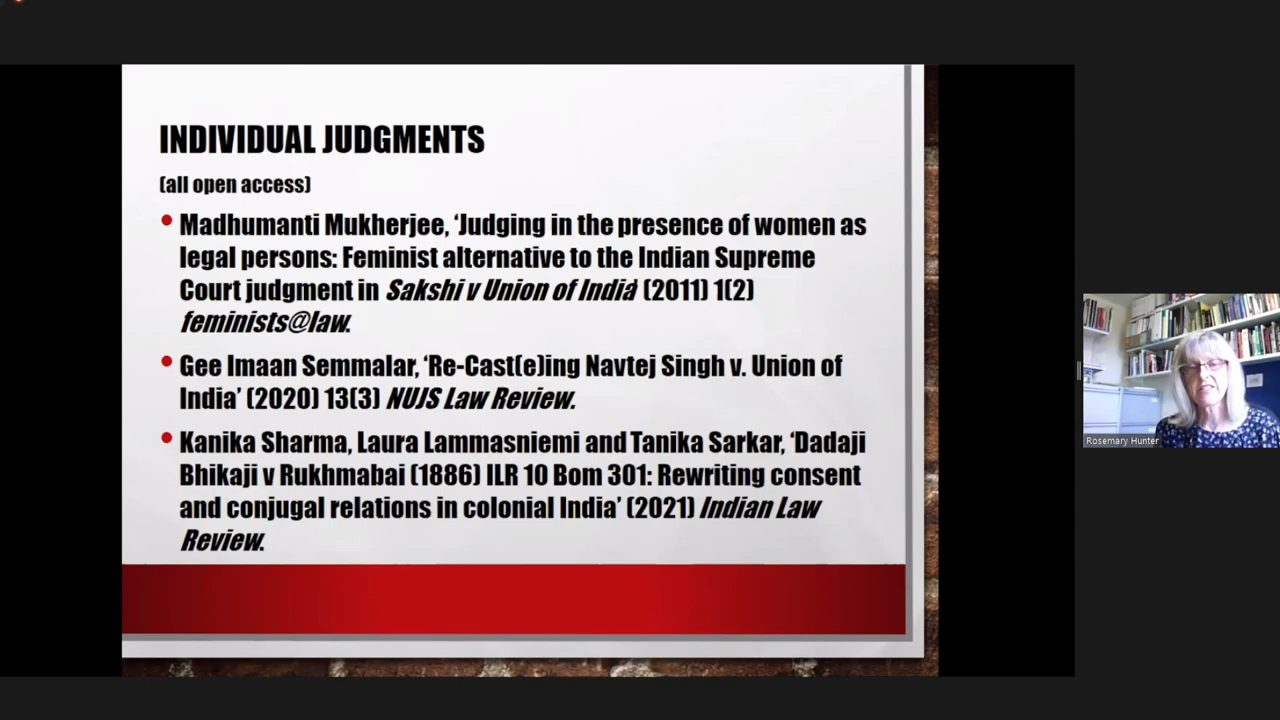 INDIVIDUAL JUDGMENTS
(all open access)
• Madhumanti Mukherjee, ‘Judging in the presence of women as
legal persons: Feminist alternative to the Indian Supreme
Court judgment in Sakshi v Union of India’ (2011) 1(2)
feminists@law.
• Gee Imaan Semmalar, ‘Re-Cast(e)ing Navtej Singh v. Union of
India’ (2020) 13(3) NUJS Law Review.
• Kanika Sharma, Laura Lammasniemi and Tanika Sarkar, ‘Dadaji
Bhikaji v Rukhmabai (1886) ILR 10 Bom 301: Rewriting consent
and conjugal relations in colonial India’ (2021) Indian Law
Review.
Rosemary Hunter